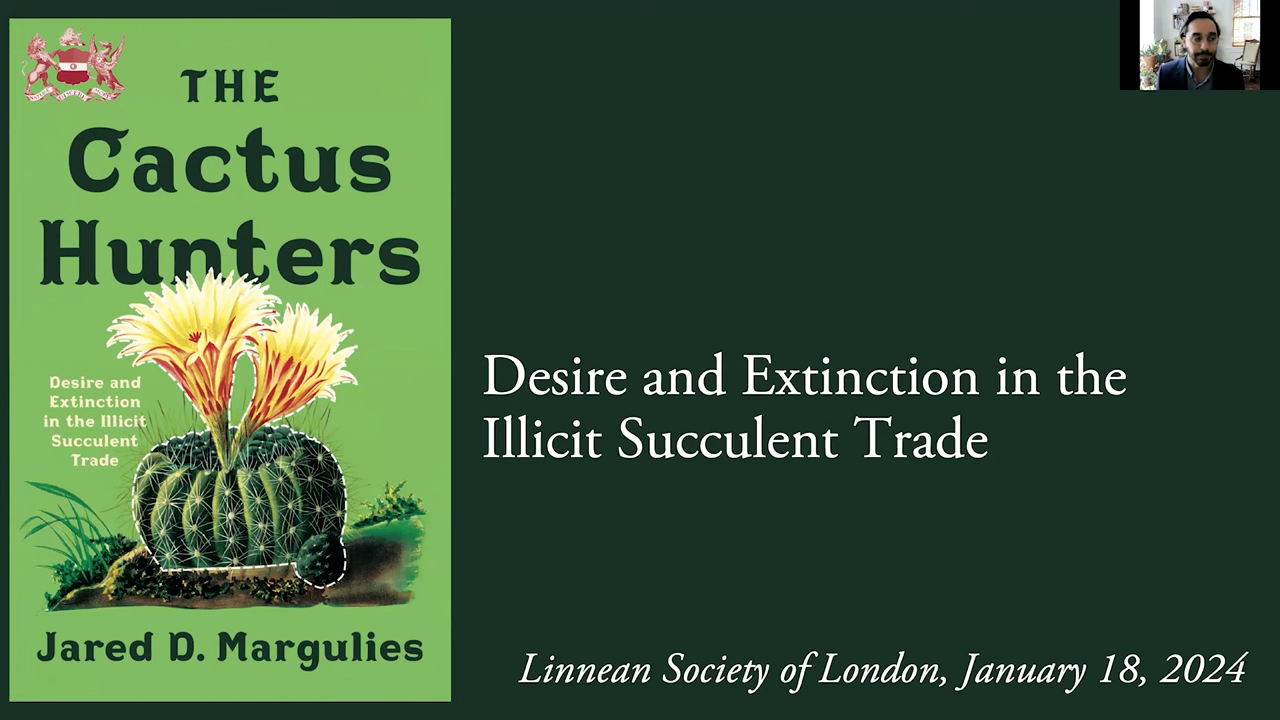 THE
Cactus
Hunters
Desire and
Extinction
in the Illicit
Succulent
Trade
Jared D. Margulies
Desire and Extinction in the
Illicit Succulent Trade
Linnean Society of London, January 18, 2024